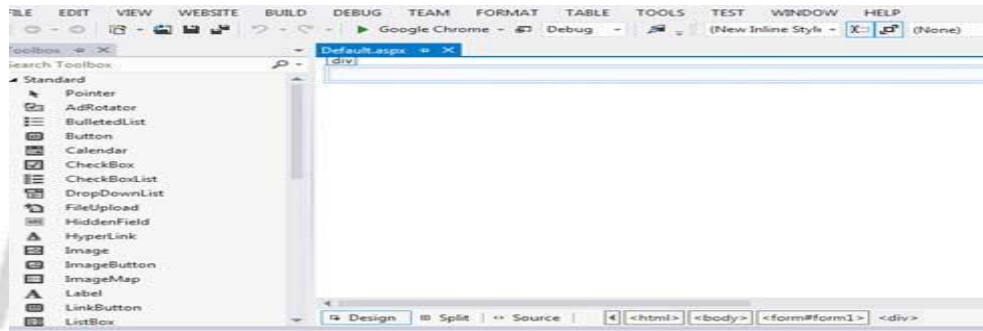 FILE EDIT VIEW WEBSITE BUILD DEBUG TEAM FORMAT TABLE TOOLS TEST WINDOW HELP
Google Chrome Debug (New Inline Style (None)
Toolbox
Default.aspx
Search Toolbox
div
Standard
Pointer
AdRotator
BulletedList
Button
Calendar
CheckBox
CheckBoxList
DropDownList
FileUpload
HiddenField
HyperLink
Image
ImageButton
ImageMap
Label
LinkButton
ListBox
Design Split Source <html> <body> <form#form1> <div>